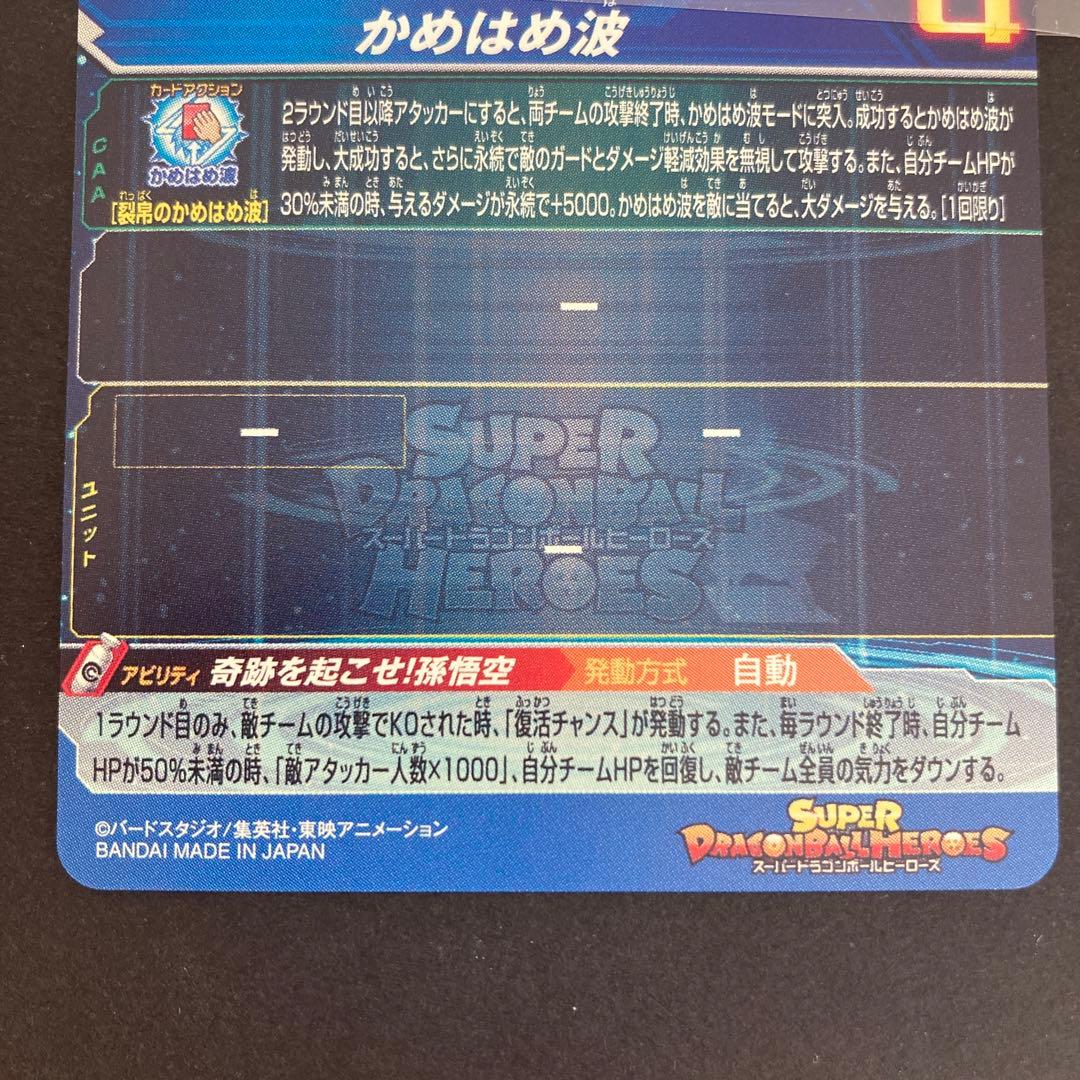 かめはめ波
4
カードアクション
かめはめ波
CAA
[裂帛のかめはめ波]
2ラウンド目以降アタッカーにすると、両チームの攻撃終了時、かめはめ波モードに突入。成功するとかめはめ波が
発動し、大成功すると、さらに永続で敵のガードとダメージ軽減効果を無視して攻撃する。また、自分チームHPが
30%未満の時、与えるダメージが永続で+5000。かめはめ波を敵に当てると、大ダメージを与える。[1回限り]
ー
ー
ー
ユニット
SUPER
DRAGONBALL
スーパードラゴンボールヒーローズ
ー
HEROES
アビリティ 奇跡を起こせ!孫悟空 発動方式 自動
1ラウンド目のみ、敵チームの攻撃でKOされた時、「復活チャンス」が発動する。また、毎ラウンド終了時、自分チーム
HPが50%未満の時、「敵アタッカー人数×1000」、自分チームHPを回復し、敵チーム全員の気力をダウンする。
©バードスタジオ/集英社・東映アニメーション
BANDAI MADE IN JAPAN
SUPER
DRAGONBALL HEROES
スーパードラゴンボールヒーローズ